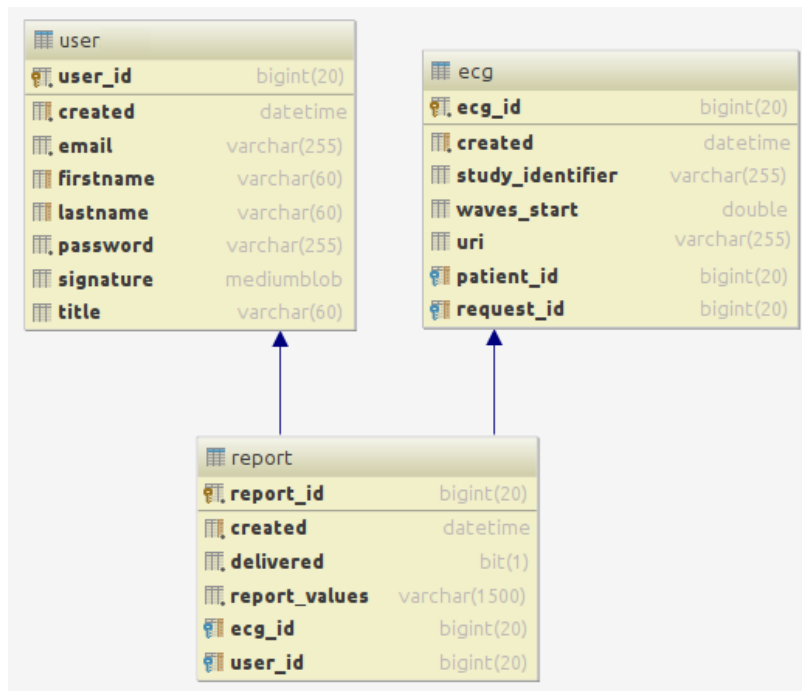 user
user_id bigint(20)
created datetime
email varchar(255)
firstname varchar(60)
lastname varchar(60)
password varchar(255)
signature mediumblob
title varchar(60)
ecg
ecg_id bigint(20)
created datetime
study_identifier varchar(255)
waves_start double
uri varchar(255)
patient_id bigint(20)
request_id bigint(20)
report
report_id bigint(20)
created datetime
delivered bit(1)
report_values varchar(1500)
ecg_id bigint(20)
user_id bigint(20)